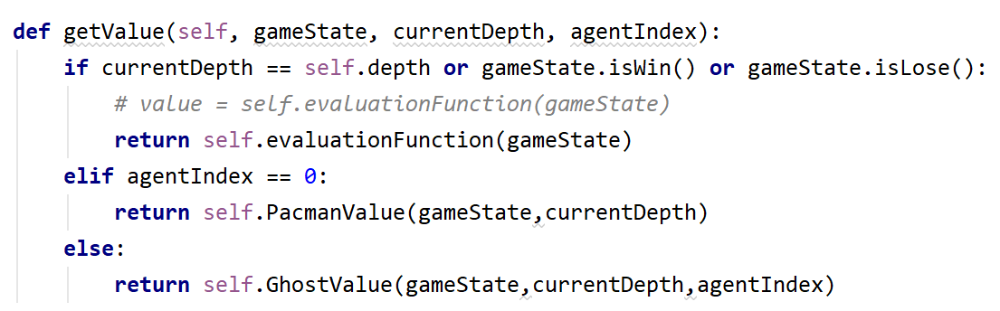 def getValue(self, gameState, currentDepth, agentIndex):
    if currentDepth == self.depth or gameState.isWin() or gameState.isLose():
        # value = self.evaluationFunction(gameState)
        return self.evaluationFunction(gameState)
    elif agentIndex == 0:
        return self.PacmanValue(gameState,currentDepth)
    else:
        return self.GhostValue(gameState,currentDepth,agentIndex)